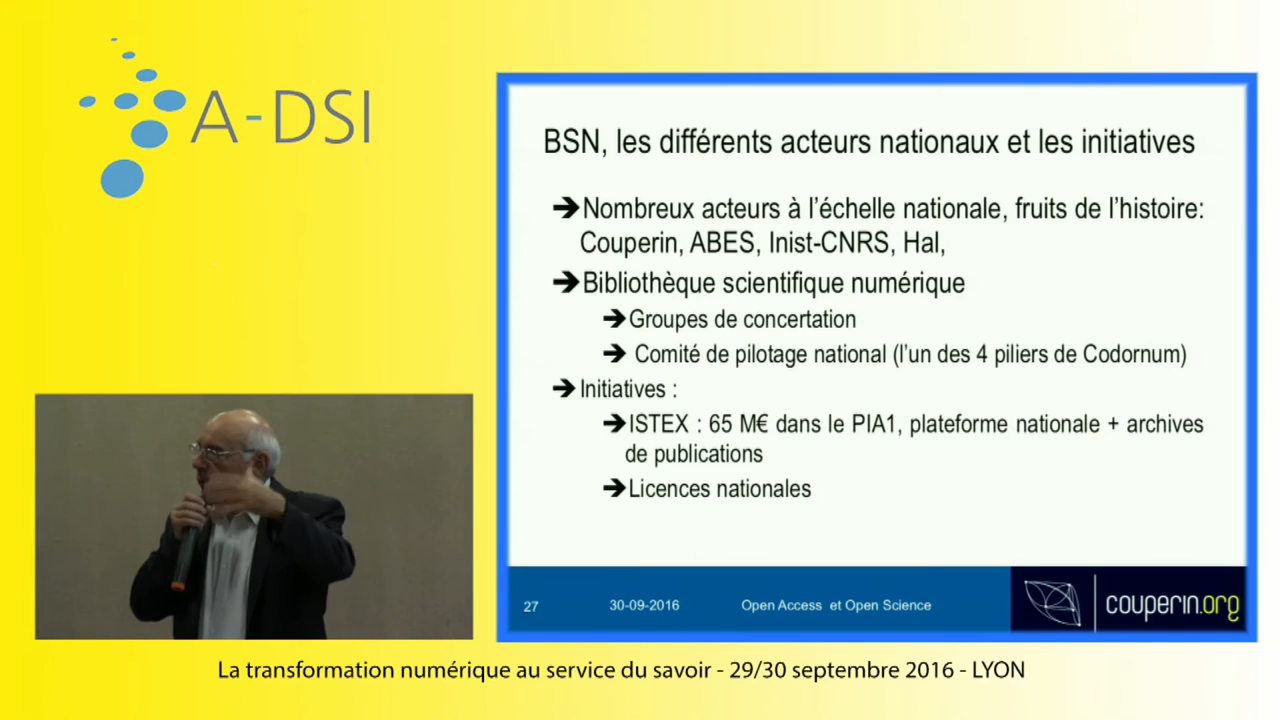 A-DSI
BSN, les différents acteurs nationaux et les initiatives
➔Nombreux acteurs à l'échelle nationale, fruits de l'histoire:
Couperin, ABES, Inist-CNRS, Hal,
➔Bibliothèque scientifique numérique
➔Groupes de concertation
➔ Comité de pilotage national (l'un des 4 piliers de Codornum)
➔ Initiatives :
➔ISTEX : 65 M€ dans le PIA1, plateforme nationale + archives
de publications
➔Licences nationales
27 30-09-2016 Open Access et Open Science couperin.org
La transformation numérique au service du savoir - 29/30 septembre 2016 - LYON